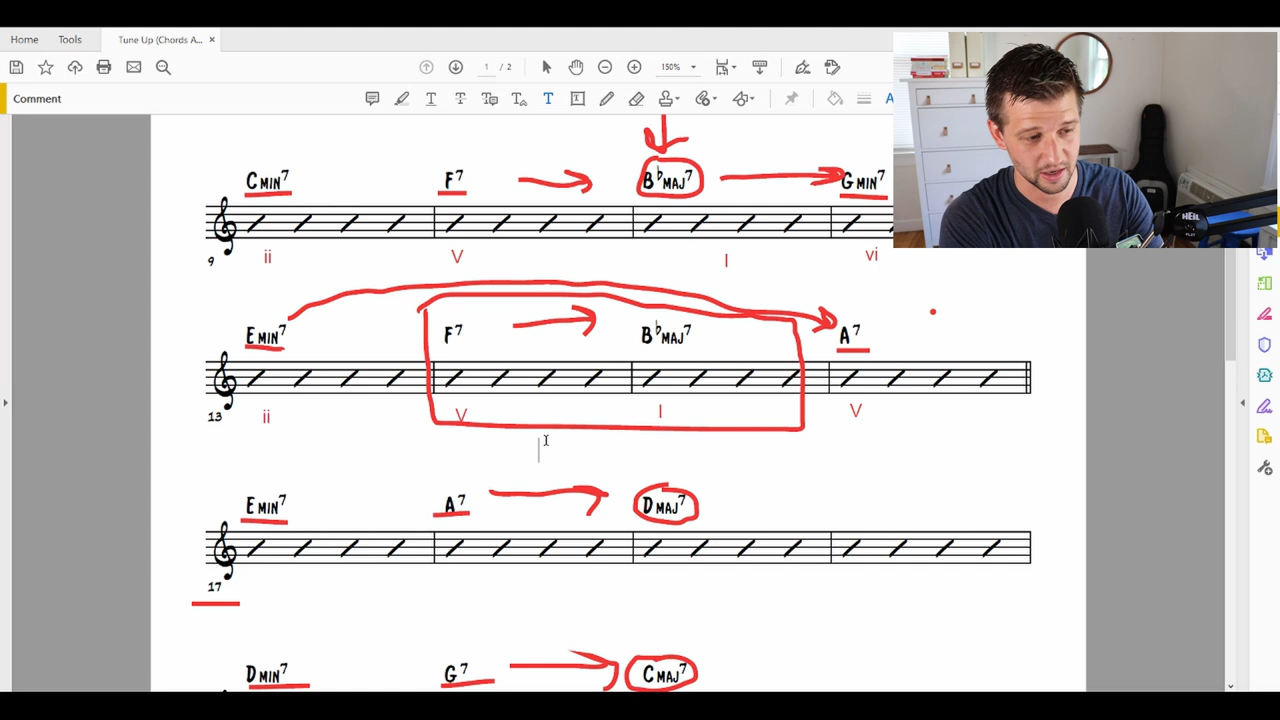 Home Tools Tune Up (Chords A... ×
1 / 2 150%
Comment
CMIN7 F7 B♭MAJ7 GMIN7
9
ii V I vi
EMIN7 F7 B♭MAJ7 A7
13
ii V I V
EMIN7 A7 DMAJ7
17
DMIN7 G7 CMAJ7
HEIL